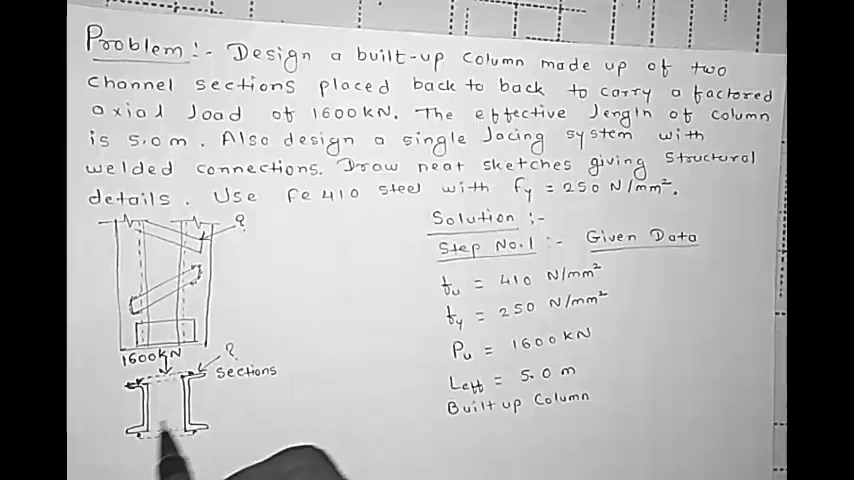 Problem :- Design a built-up column made up of two
channel sections placed back to back to carry a factored
axial load of 1600 kN. The effective length of column
is 5.0 m. Also design a single lacing system with
welded connections. Draw neat sketches giving structural
details. Use Fe 410 steel with fy = 250 N/mm².
?
1600 kN
?
sections
Solution :-
Step No.1 :- Given Data
fu = 410 N/mm²
fy = 250 N/mm²
Pu = 1600 kN
Leff = 5.0 m
Built up Column